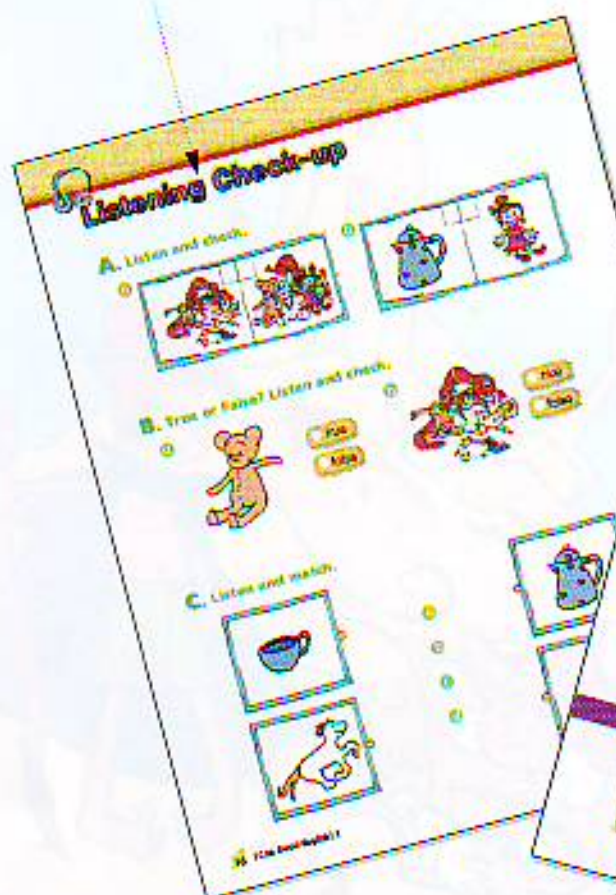 Listening Check-up
A. Listen and check.
B. True or False? Listen and check.
true
false
true
false
C. Listen and match.